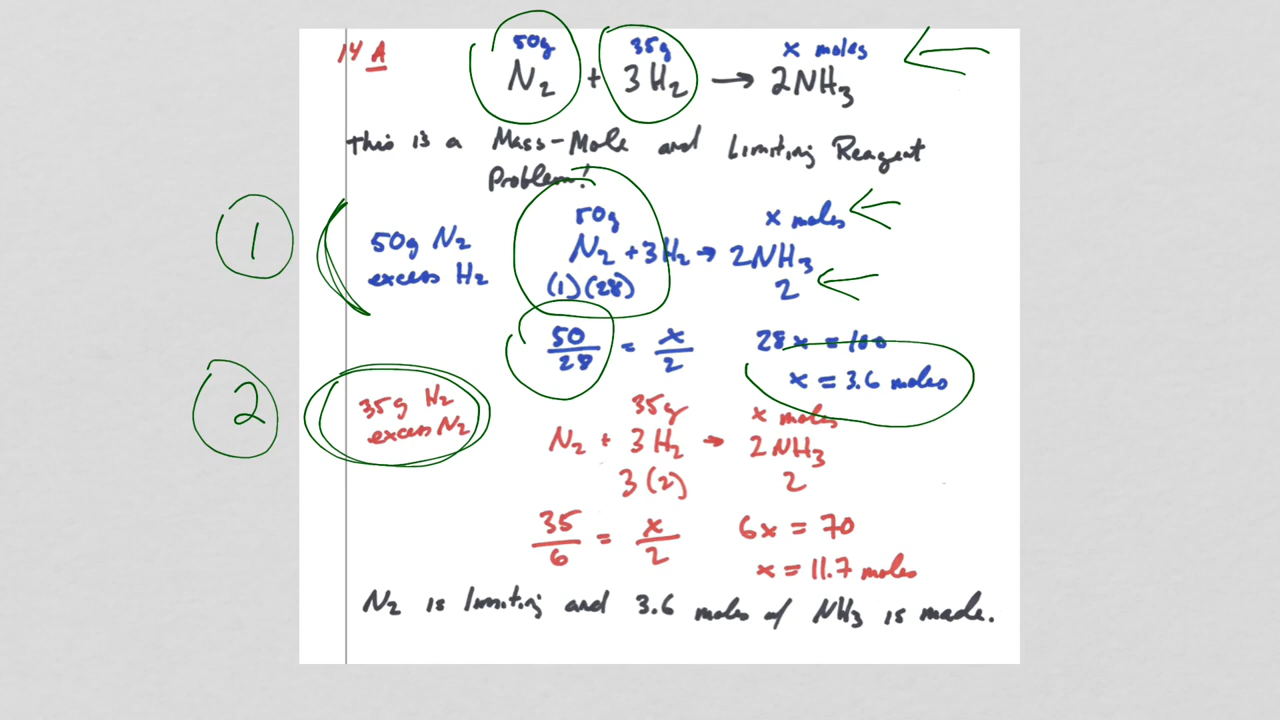 14 A
50g 35g x moles
N2 + 3H2 → 2NH3
this is a Mass-Mole and Limiting Reagent
Problem!
1
50g x moles
50g N2 N2 + 3H2 → 2NH3
excess H2 (1)(28) 2
50/28 = x/2 28x = 100
x = 3.6 moles
2
35g H2 35g x moles
excess N2 N2 + 3H2 → 2NH3
3(2) 2
35/6 = x/2 6x = 70
x = 11.7 moles
N2 is limiting and 3.6 moles of NH3 is made.